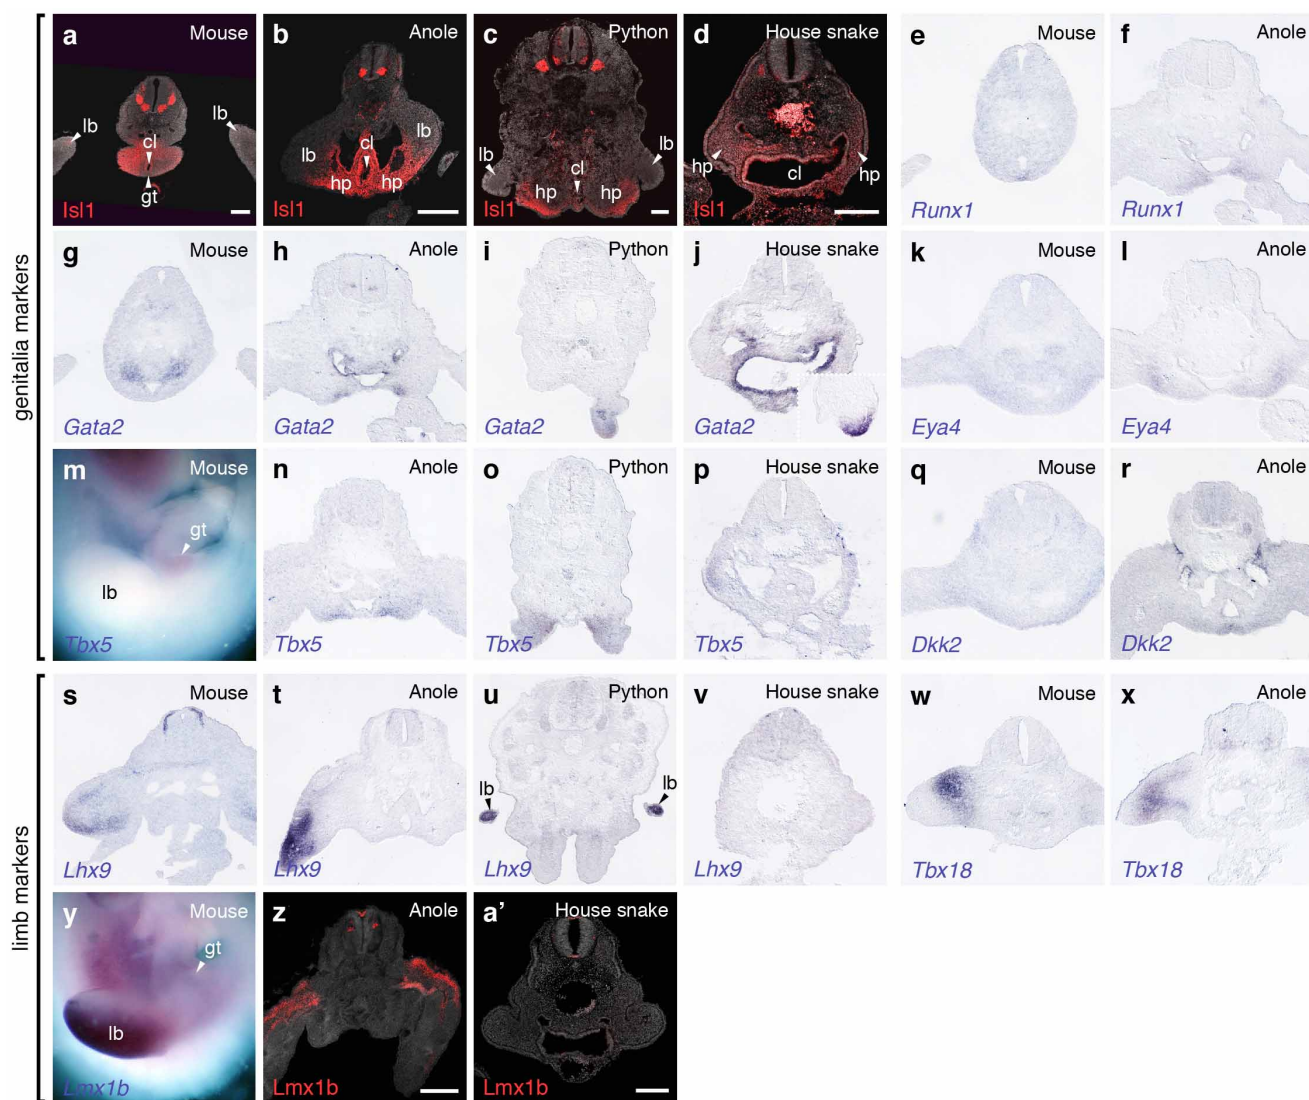 genitalia markers
a Mouse
lb
lb
cl
gt
Isl1
b Anole
lb
cl
lb
hp
hp
Isl1
c Python
lb
lb
hp
cl
hp
Isl1
d House snake
hp
cl
hp
Isl1
e Mouse
Runx1
f Anole
Runx1
g Mouse
Gata2
h Anole
Gata2
i Python
Gata2
j House snake
Gata2
k Mouse
Eya4
l Anole
Eya4
m Mouse
gt
lb
Tbx5
n Anole
Tbx5
o Python
Tbx5
p House snake
Tbx5
q Mouse
Dkk2
r Anole
Dkk2
limb markers
s Mouse
Lhx9
t Anole
Lhx9
u Python
lb
lb
Lhx9
v House snake
Lhx9
w Mouse
Tbx18
x Anole
Tbx18
y Mouse
gt
lb
Lmx1b
z Anole
Lmx1b
a’ House snake
Lmx1b